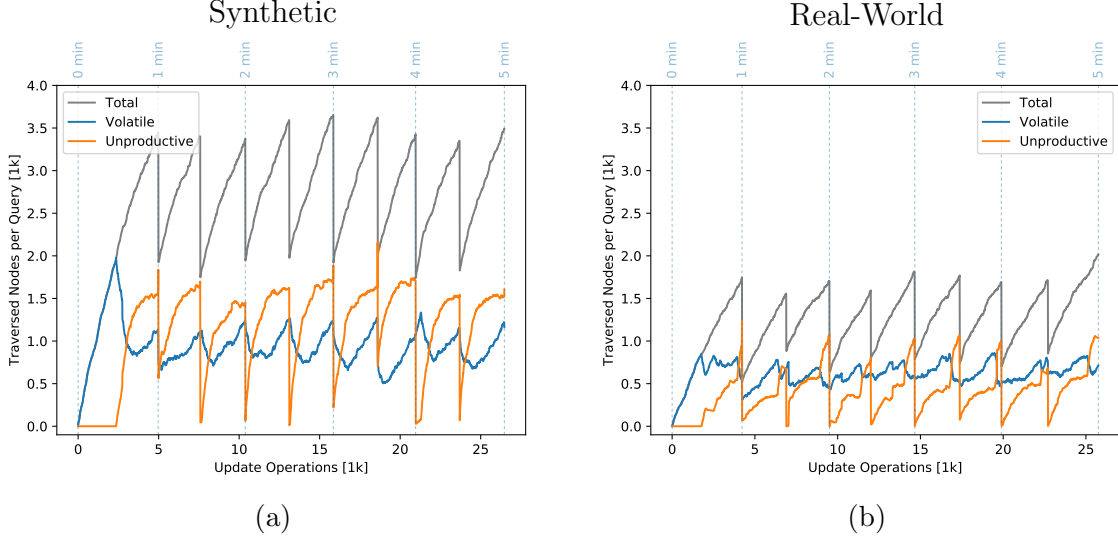 Synthetic
0 min
1 min
2 min
3 min
4 min
5 min
4.0
3.5
3.0
2.5
2.0
1.5
1.0
0.5
0.0
Traversed Nodes per Query [1k]
Total
Volatile
Unproductive
0
5
10
15
20
25
Update Operations [1k]
(a)
Real-World
0 min
1 min
2 min
3 min
4 min
5 min
4.0
3.5
3.0
2.5
2.0
1.5
1.0
0.5
0.0
Traversed Nodes per Query [1k]
Total
Volatile
Unproductive
0
5
10
15
20
25
Update Operations [1k]
(b)